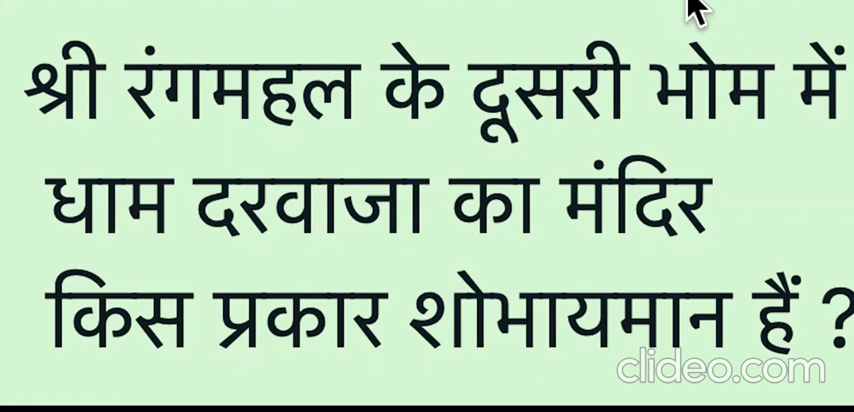 श्री रंगमहल के दूसरी भोम में
धाम दरवाजा का मंदिर
किस प्रकार शोभायमान हैं ?
clideo.com